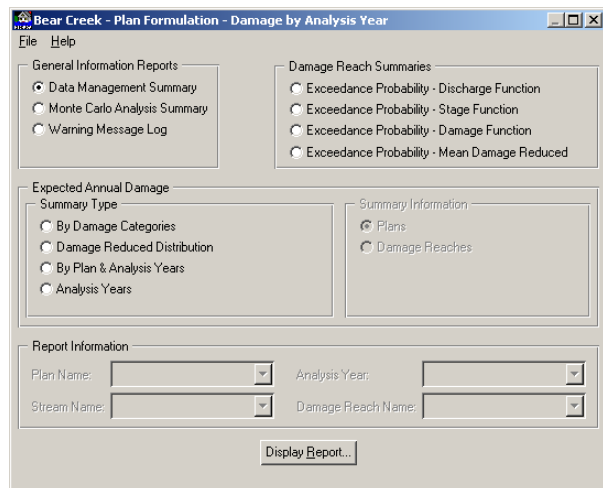 Bear Creek - Plan Formulation - Damage by Analysis Year
File Help
General Information Reports
Data Management Summary
Monte Carlo Analysis Summary
Warning Message Log
Damage Reach Summaries
Exceedance Probability - Discharge Function
Exceedance Probability - Stage Function
Exceedance Probability - Damage Function
Exceedance Probability - Mean Damage Reduced
Expected Annual Damage
Summary Type
By Damage Categories
Damage Reduced Distribution
By Plan & Analysis Years
Analysis Years
Summary Information
Plans
Damage Reaches
Report Information
Plan Name:
Analysis Year:
Stream Name:
Damage Reach Name:
Display Report...